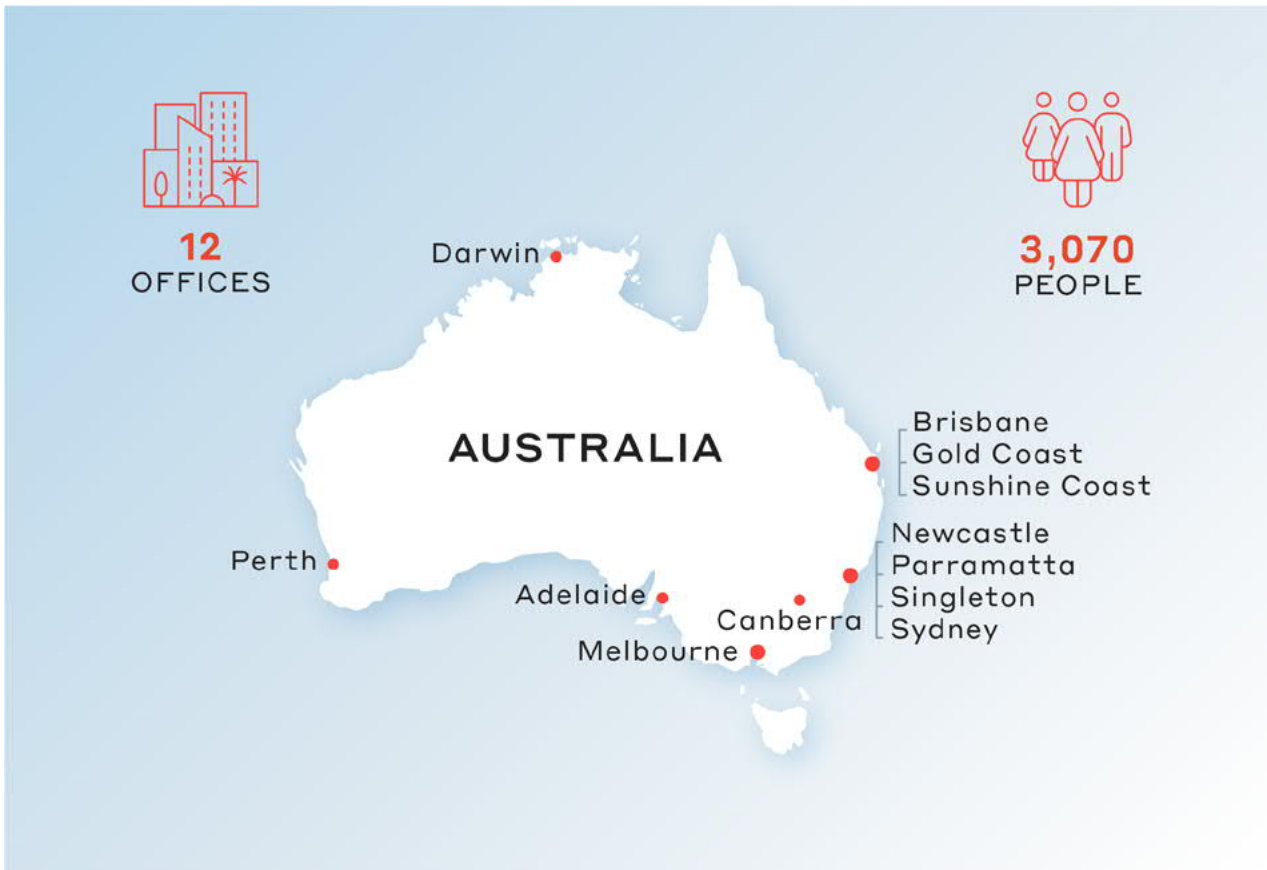 12
OFFICES
3,070
PEOPLE
Darwin
AUSTRALIA
Brisbane
Gold Coast
Sunshine Coast
Newcastle
Parramatta
Singleton
Sydney
Perth
Adelaide
Canberra
Melbourne